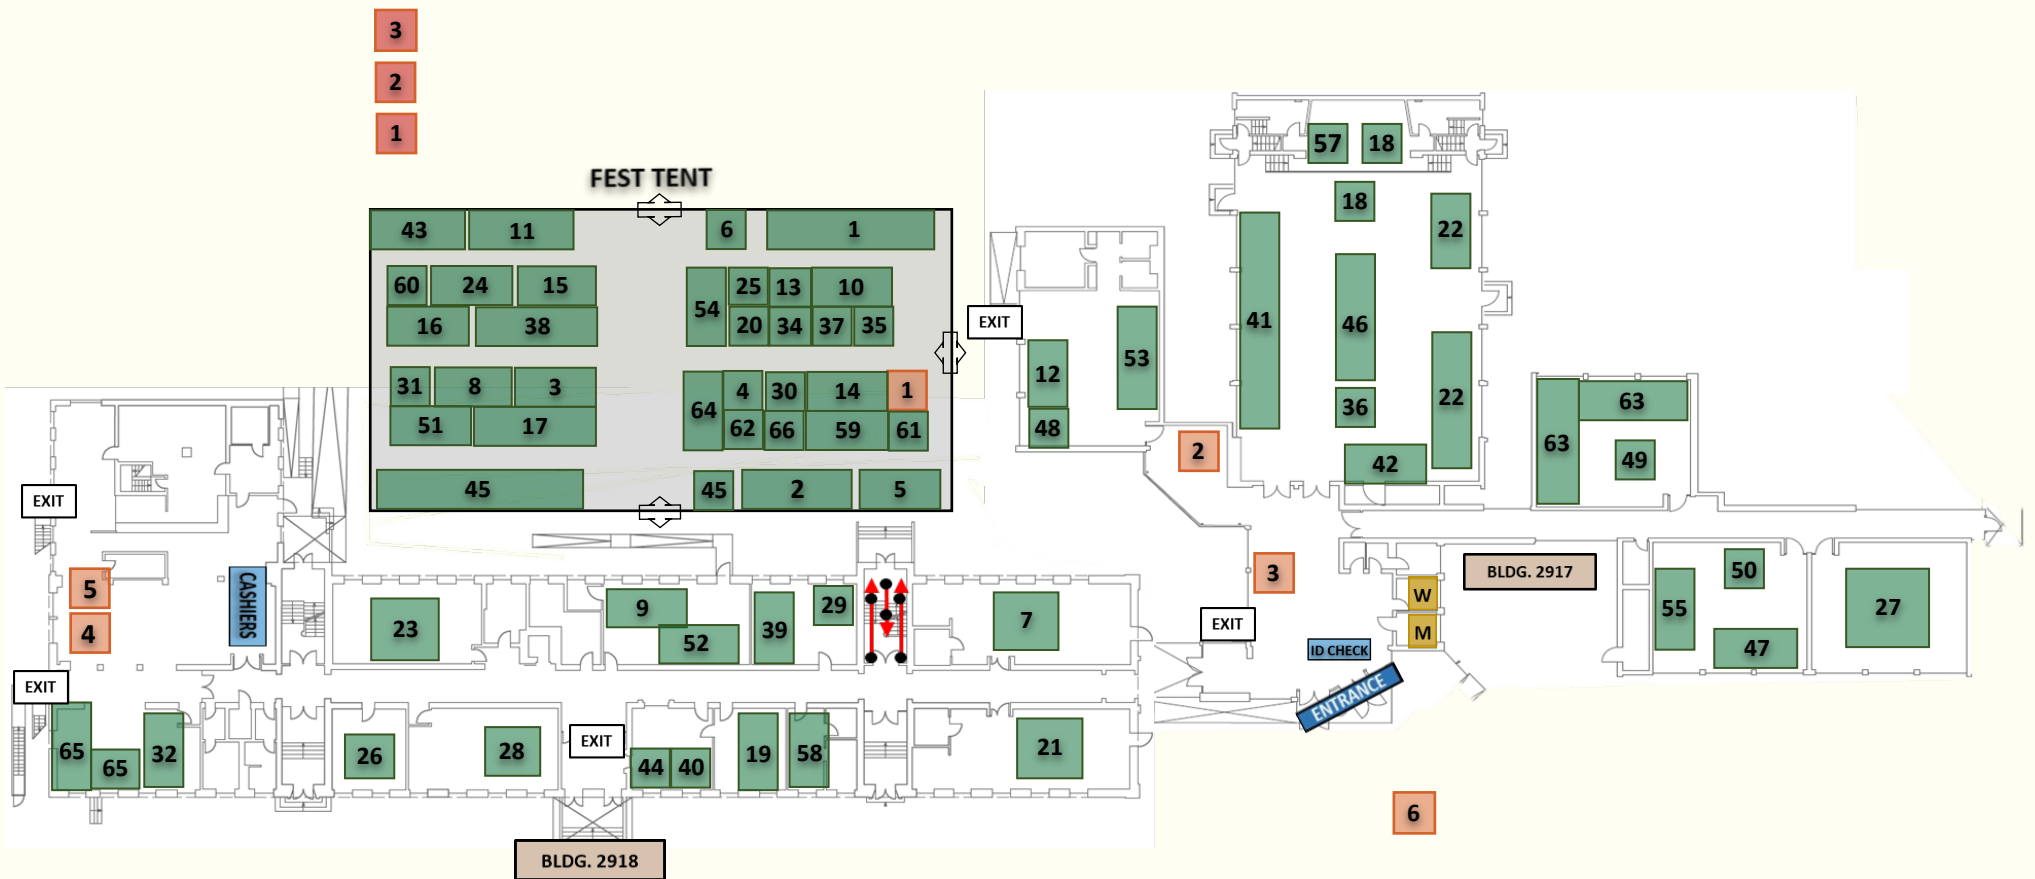 3
2
1
FEST TENT
43 11 6 1
60 24 15 54 25 13 10
16 38 20 34 37 35
31 8 3 64 4 30 14 1
51 17 62 66 59 61
45 45 2 5
EXIT
12 53
48
2
57 18
18
22
41 46
36 22
42
63
63 49
EXIT
5
4
CASHIERS
EXIT
23 9 29
52 39
7
3
EXIT
W
M
ID CHECK
ENTRANCE
BLDG. 2917
50
55 27
47
65 65 32
26 28
EXIT
44 40 19 58
21
6
BLDG. 2918